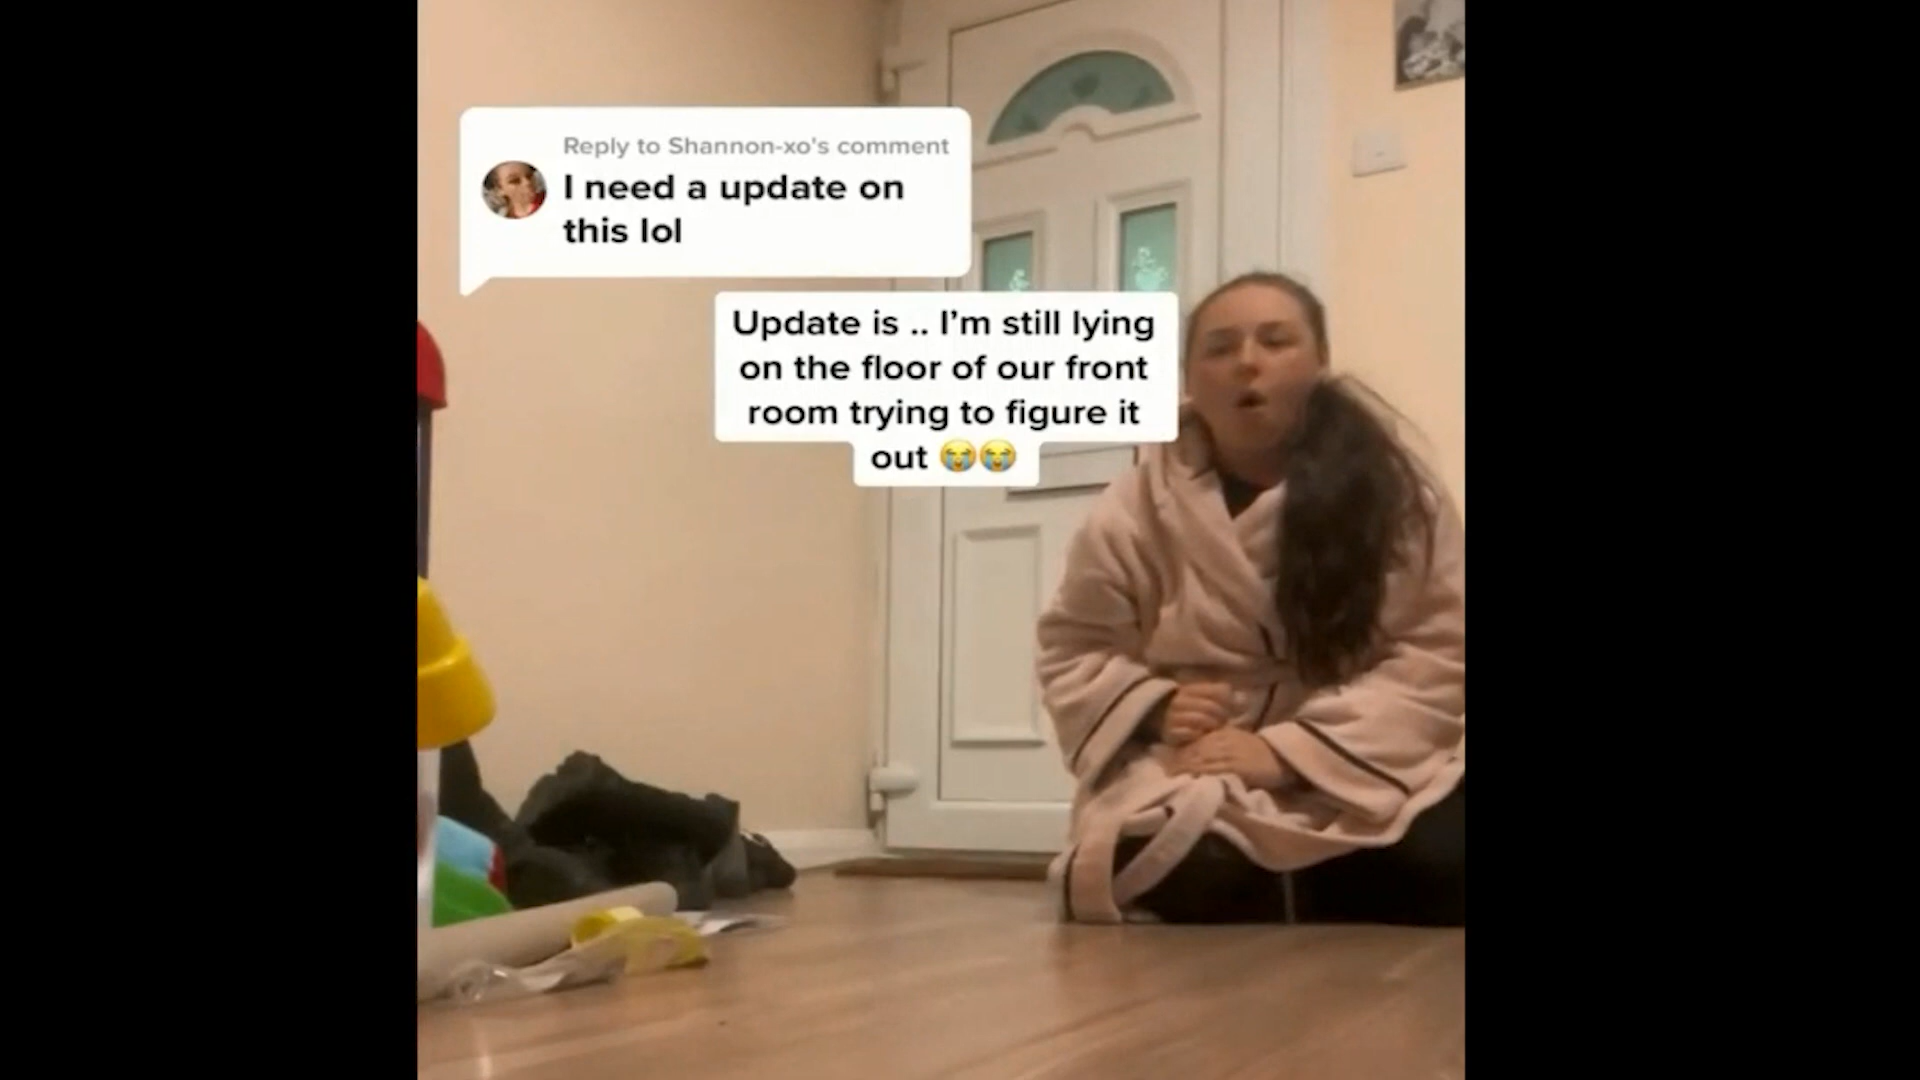 Reply to Shannon-xo's comment
I need a update on
this lol
Update is .. I’m still lying
on the floor of our front
room trying to figure it
out 😭😭